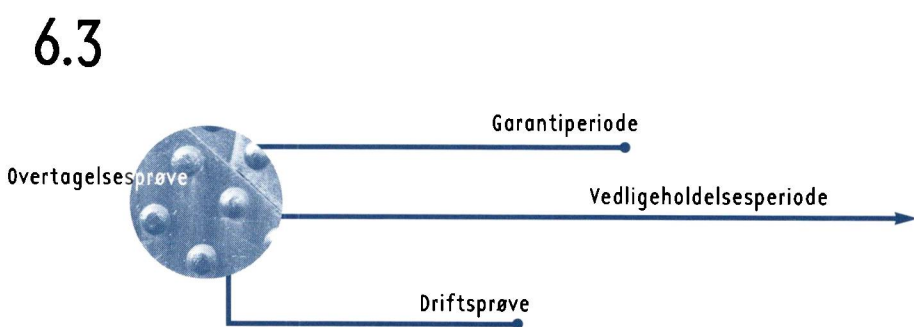 6.3
Garantiperiode
Overtagelsesprøve
Vedligeholdelsesperiode
Driftsprøve